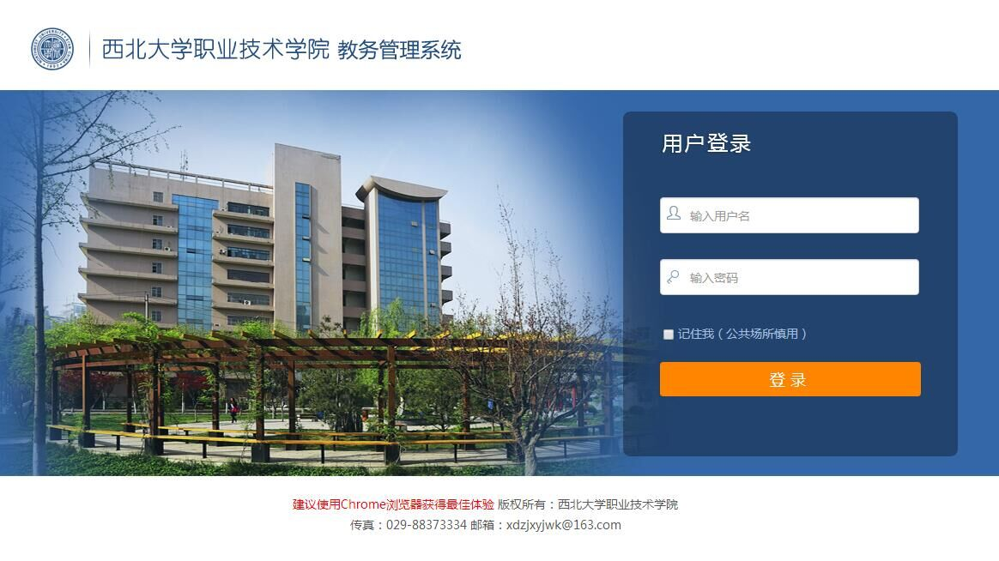 西北大学职业技术学院 教务管理系统
用户登录
输入用户名
输入密码
记住我（公共场所慎用）
登 录
建议使用Chrome浏览器获得最佳体验 版权所有：西北大学职业技术学院
传真：029-88373334 邮箱：xdzjxyjwk@163.com